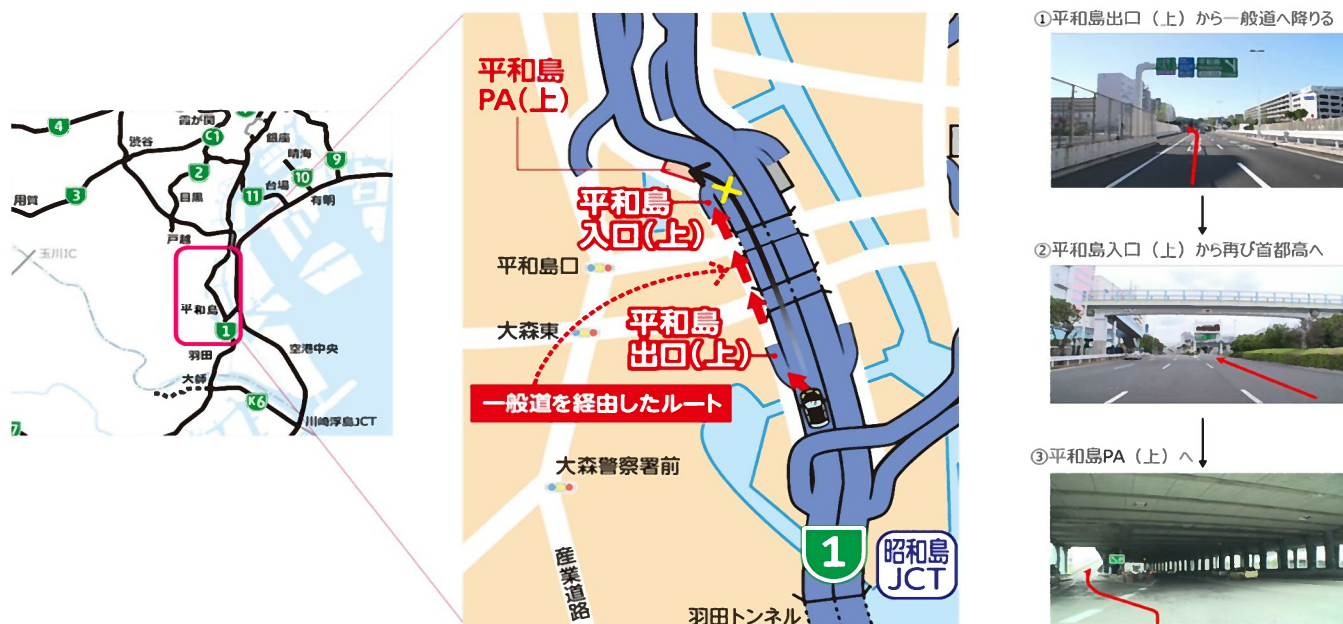 4
霞が関
C1
渋谷
銀座
晴海
9
2
10
用賀
3
目黒
11
台場
有明
戸越
玉川IC
平和島
1
羽田
空港中央
大師
K6
川崎浮島JCT
7
平和島
PA(上)
平和島
入口(上)
平和島口
大森東
平和島
出口(上)
一般道を経由したルート
大森警察署前
1
昭和島
JCT
産業道路
羽田トンネル
①平和島出口（上）から一般道へ降りる
②平和島入口（上）から再び首都高へ
③平和島PA（上）へ